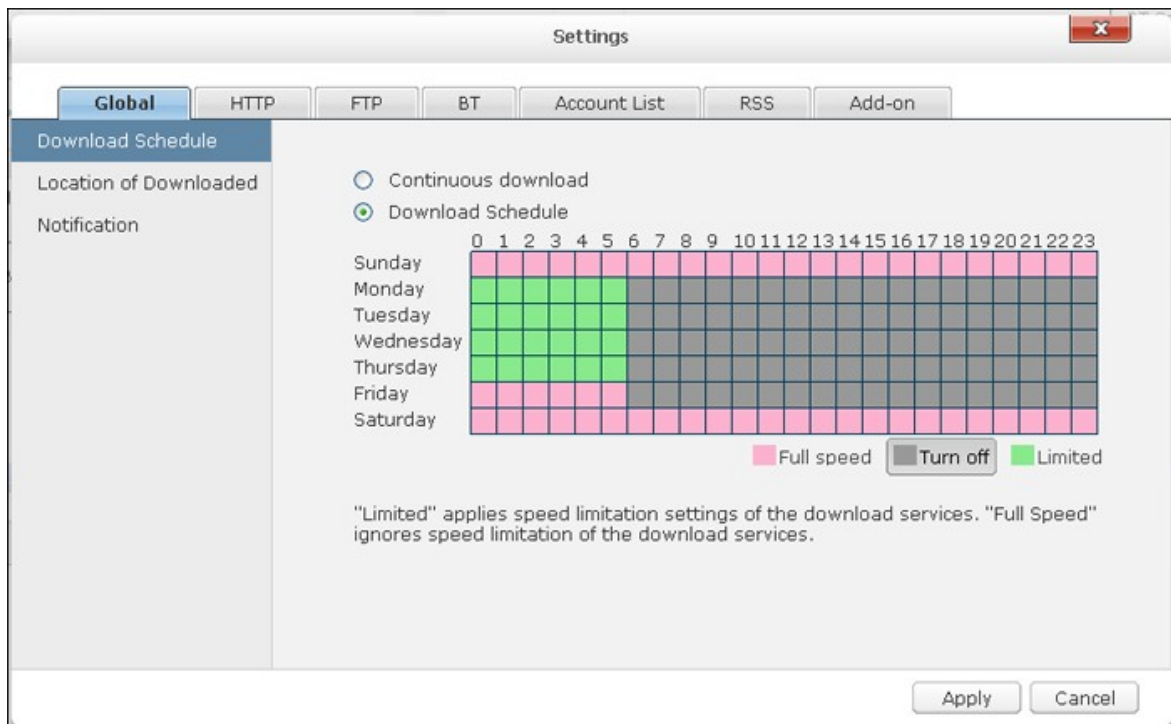 Settings
Global HTTP FTP BT Account List RSS Add-on
Download Schedule
Location of Downloaded
Notification
Continuous download
Download Schedule
0 1 2 3 4 5 6 7 8 9 10 11 12 13 14 15 16 17 18 19 20 21 22 23
Sunday
Monday
Tuesday
Wednesday
Thursday
Friday
Saturday
Full speed Turn off Limited
"Limited" applies speed limitation settings of the download services. "Full Speed"
ignores speed limitation of the download services.
Apply Cancel